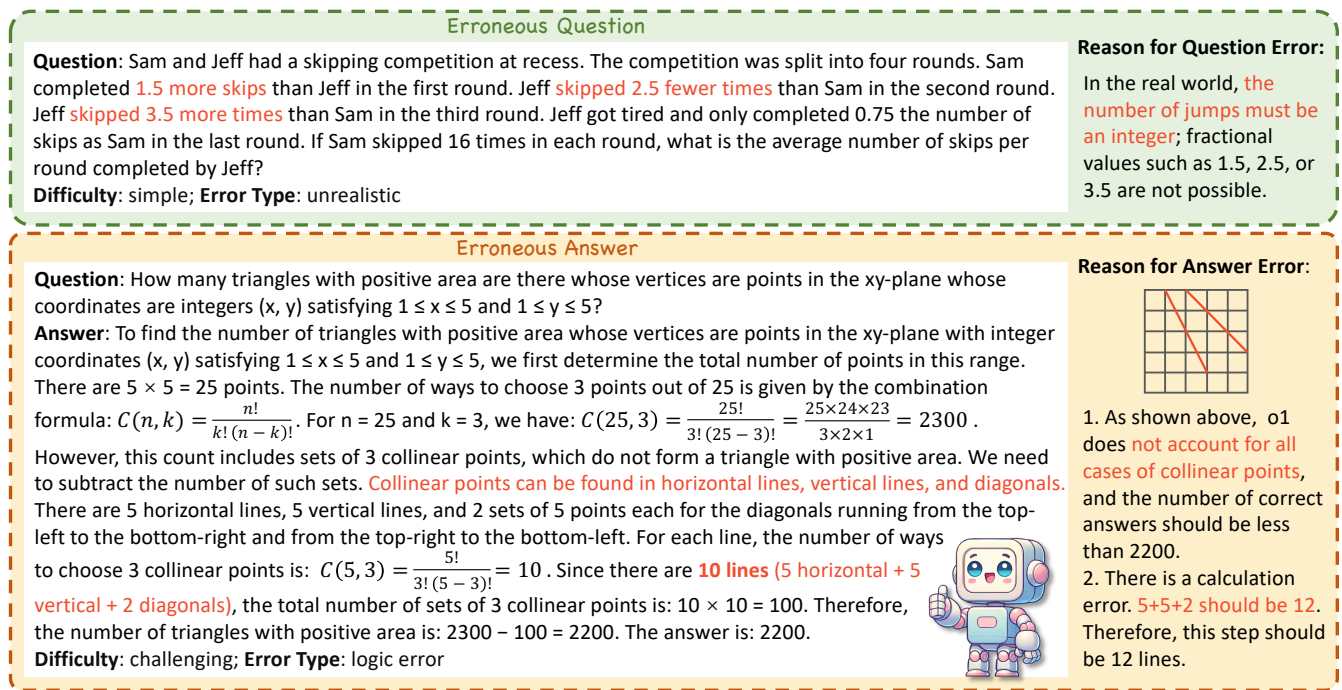 Erroneous Question
Question: Sam and Jeff had a skipping competition at recess. The competition was split into four rounds. Sam
completed 1.5 more skips than Jeff in the first round. Jeff skipped 2.5 fewer times than Sam in the second round.
Jeff skipped 3.5 more times than Sam in the third round. Jeff got tired and only completed 0.75 the number of
skips as Sam in the last round. If Sam skipped 16 times in each round, what is the average number of skips per
round completed by Jeff?
Difficulty: simple; Error Type: unrealistic
Reason for Question Error:
In the real world, the
number of jumps must be
an integer; fractional
values such as 1.5, 2.5, or
3.5 are not possible.
Erroneous Answer
Question: How many triangles with positive area are there whose vertices are points in the xy-plane whose
coordinates are integers (x, y) satisfying 1 ≤ x ≤ 5 and 1 ≤ y ≤ 5?
Answer: To find the number of triangles with positive area whose vertices are points in the xy-plane with integer
coordinates (x, y) satisfying 1 ≤ x ≤ 5 and 1 ≤ y ≤ 5, we first determine the total number of points in this range.
There are 5 × 5 = 25 points. The number of ways to choose 3 points out of 25 is given by the combination
formula: C(n, k) = n! / k! (n − k)! . For n = 25 and k = 3, we have: C(25, 3) = 25! / 3! (25 − 3)! = 25×24×23 / 3×2×1 = 2300 .
However, this count includes sets of 3 collinear points, which do not form a triangle with positive area. We need
to subtract the number of such sets. Collinear points can be found in horizontal lines, vertical lines, and diagonals.
There are 5 horizontal lines, 5 vertical lines, and 2 sets of 5 points each for the diagonals running from the top-
left to the bottom-right and from the top-right to the bottom-left. For each line, the number of ways
to choose 3 collinear points is: C(5, 3) = 5! / 3! (5 − 3)! = 10 . Since there are 10 lines (5 horizontal + 5
vertical + 2 diagonals), the total number of sets of 3 collinear points is: 10 × 10 = 100. Therefore,
the number of triangles with positive area is: 2300 − 100 = 2200. The answer is: 2200.
Difficulty: challenging; Error Type: logic error
Reason for Answer Error:
1. As shown above, o1
does not account for all
cases of collinear points,
and the number of correct
answers should be less
than 2200.
2. There is a calculation
error. 5+5+2 should be 12.
Therefore, this step should
be 12 lines.